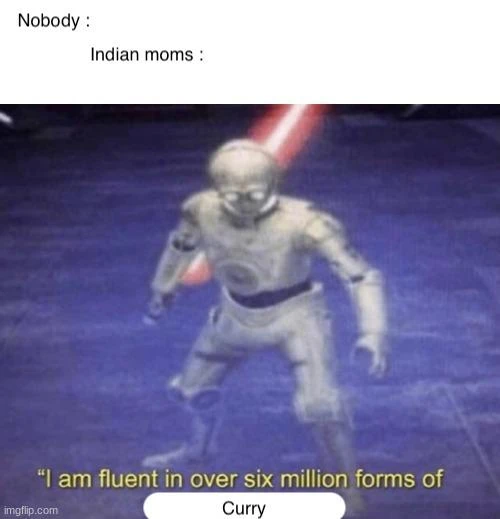 Nobody :
Indian moms :
“I am fluent in over six million forms of
Curry
imgflip.com